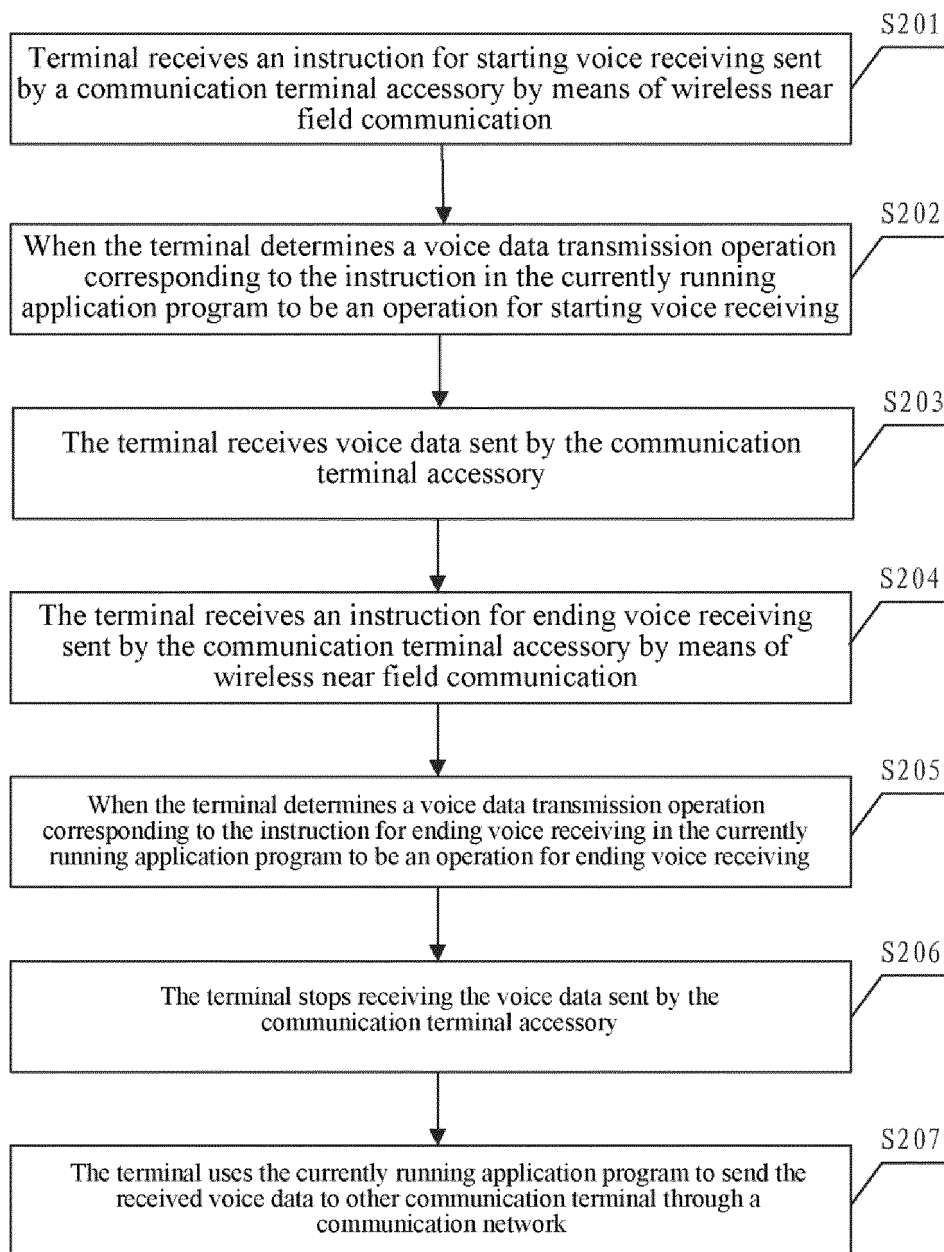 S201
Terminal receives an instruction for starting voice receiving sent
by a communication terminal accessory by means of wireless near
field communication
S202
When the terminal determines a voice data transmission operation
corresponding to the instruction in the currently running
application program to be an operation for starting voice receiving
S203
The terminal receives voice data sent by the communication
terminal accessory
S204
The terminal receives an instruction for ending voice receiving
sent by the communication terminal accessory by means of
wireless near field communication
S205
When the terminal determines a voice data transmission operation
corresponding to the instruction for ending voice receiving in the currently
running application program to be an operation for ending voice receiving
S206
The terminal stops receiving the voice data sent by the
communication terminal accessory
S207
The terminal uses the currently running application program to send the
received voice data to other communication terminal through a
communication network